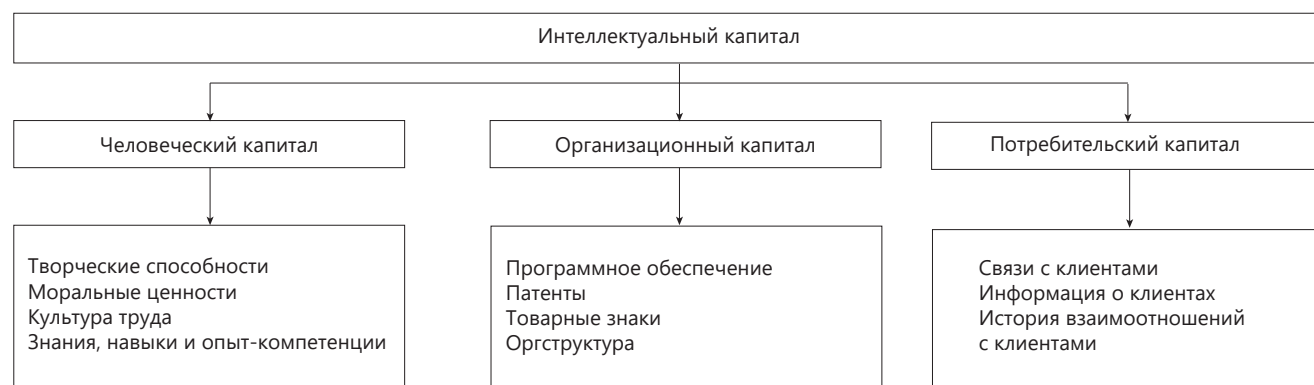 Интеллектуальный капитал
Человеческий капитал
Организационный капитал
Потребительский капитал
Творческие способности
Моральные ценности
Культура труда
Знания, навыки и опыт-компетенции
Программное обеспечение
Патенты
Товарные знаки
Оргструктура
Связи с клиентами
Информация о клиентах
История взаимоотношений
с клиентами